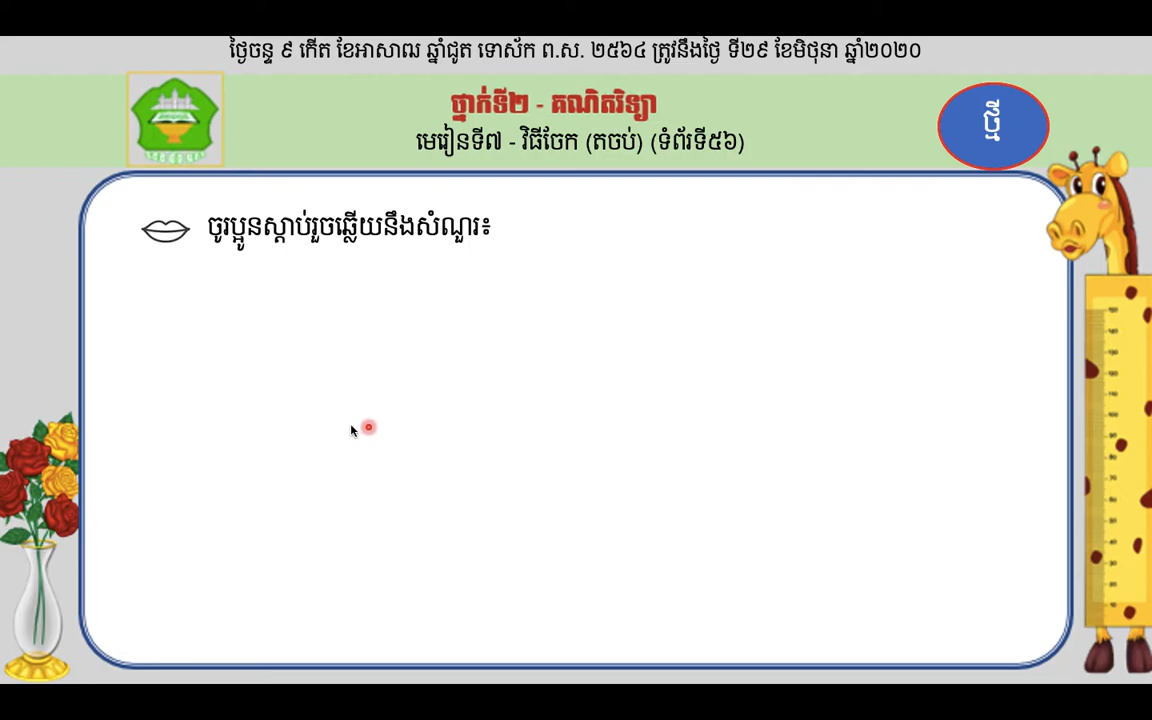 ថ្ងៃចន្ទ ៩ កើត ខែអាសាឍ ឆ្នាំជូត ទោស័ក ព.ស. ២៥៦៤ ត្រូវនឹងថ្ងៃ ទី២៩ ខែមិថុនា ឆ្នាំ២០២០
ថ្នាក់ទី២ - គណិតវិទ្យា
មេរៀនទី៧ - វិធីចែក (តចប់) (ទំព័រទី៥៦)
ថ្មី
ចូរប្អូនស្តាប់រួចឆ្លើយនឹងសំណួរ៖